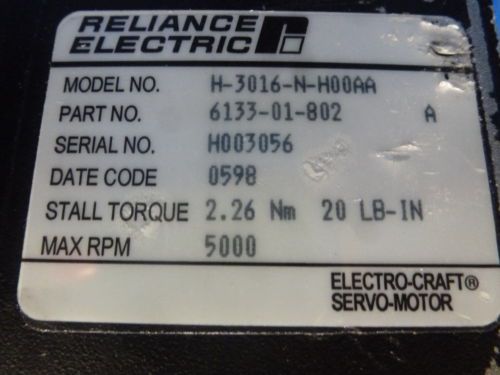 RELIANCE
ELECTRIC
MODEL NO. H-3016-N-H00AA
PART NO. 6133-01-802 A
SERIAL NO. H003056
DATE CODE 0598
STALL TORQUE 2.26 Nm 20 LB-IN
MAX RPM 5000
ELECTRO-CRAFT®
SERVO-MOTOR